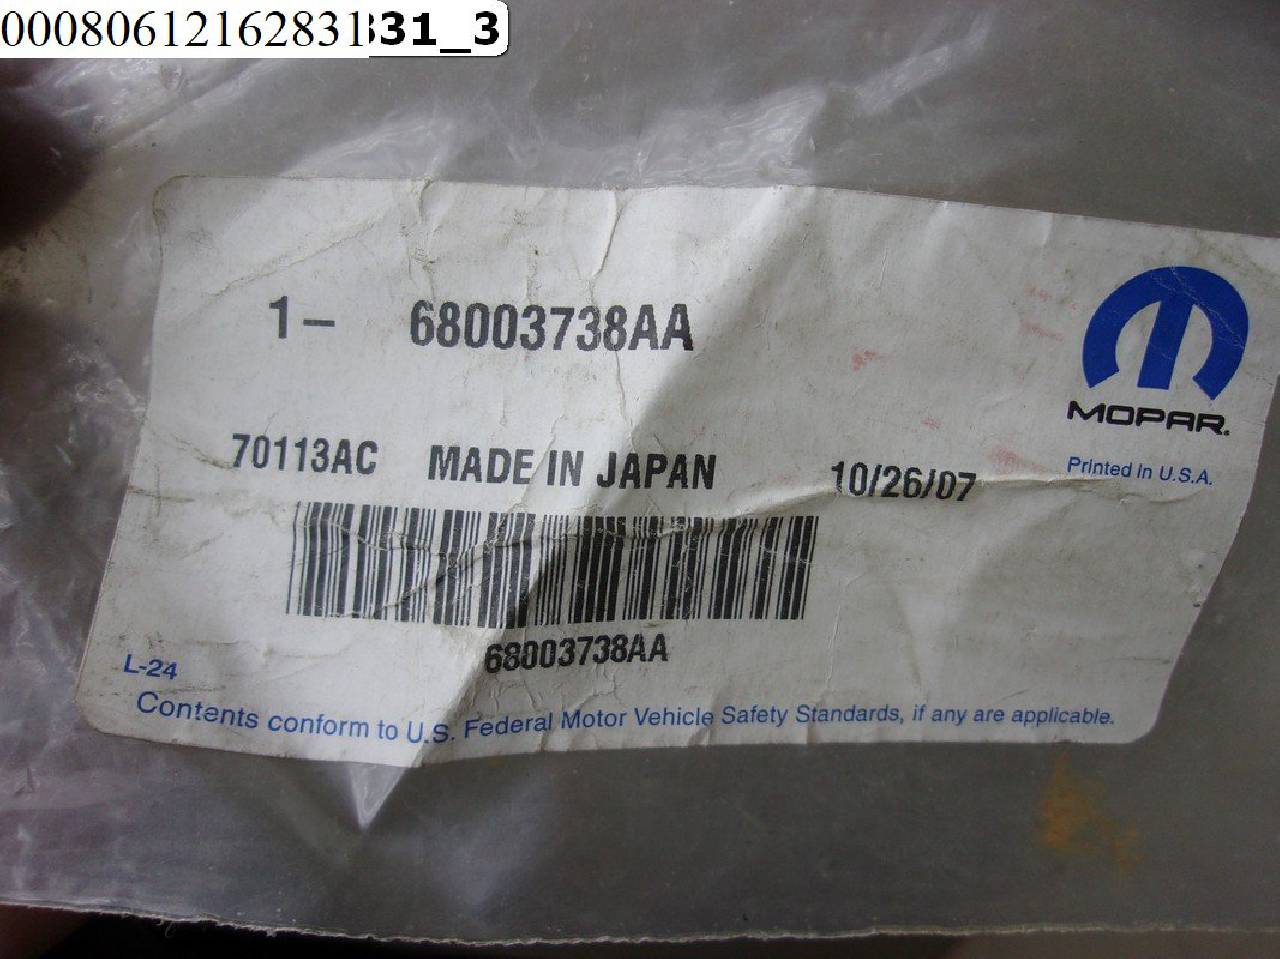 0008061216283131_3
1- 68003738AA
MOPAR.
70113AC MADE IN JAPAN 10/26/07
Printed in U.S.A.
68003738AA
L-24
Contents conform to U.S. Federal Motor Vehicle Safety Standards, if any are applicable.